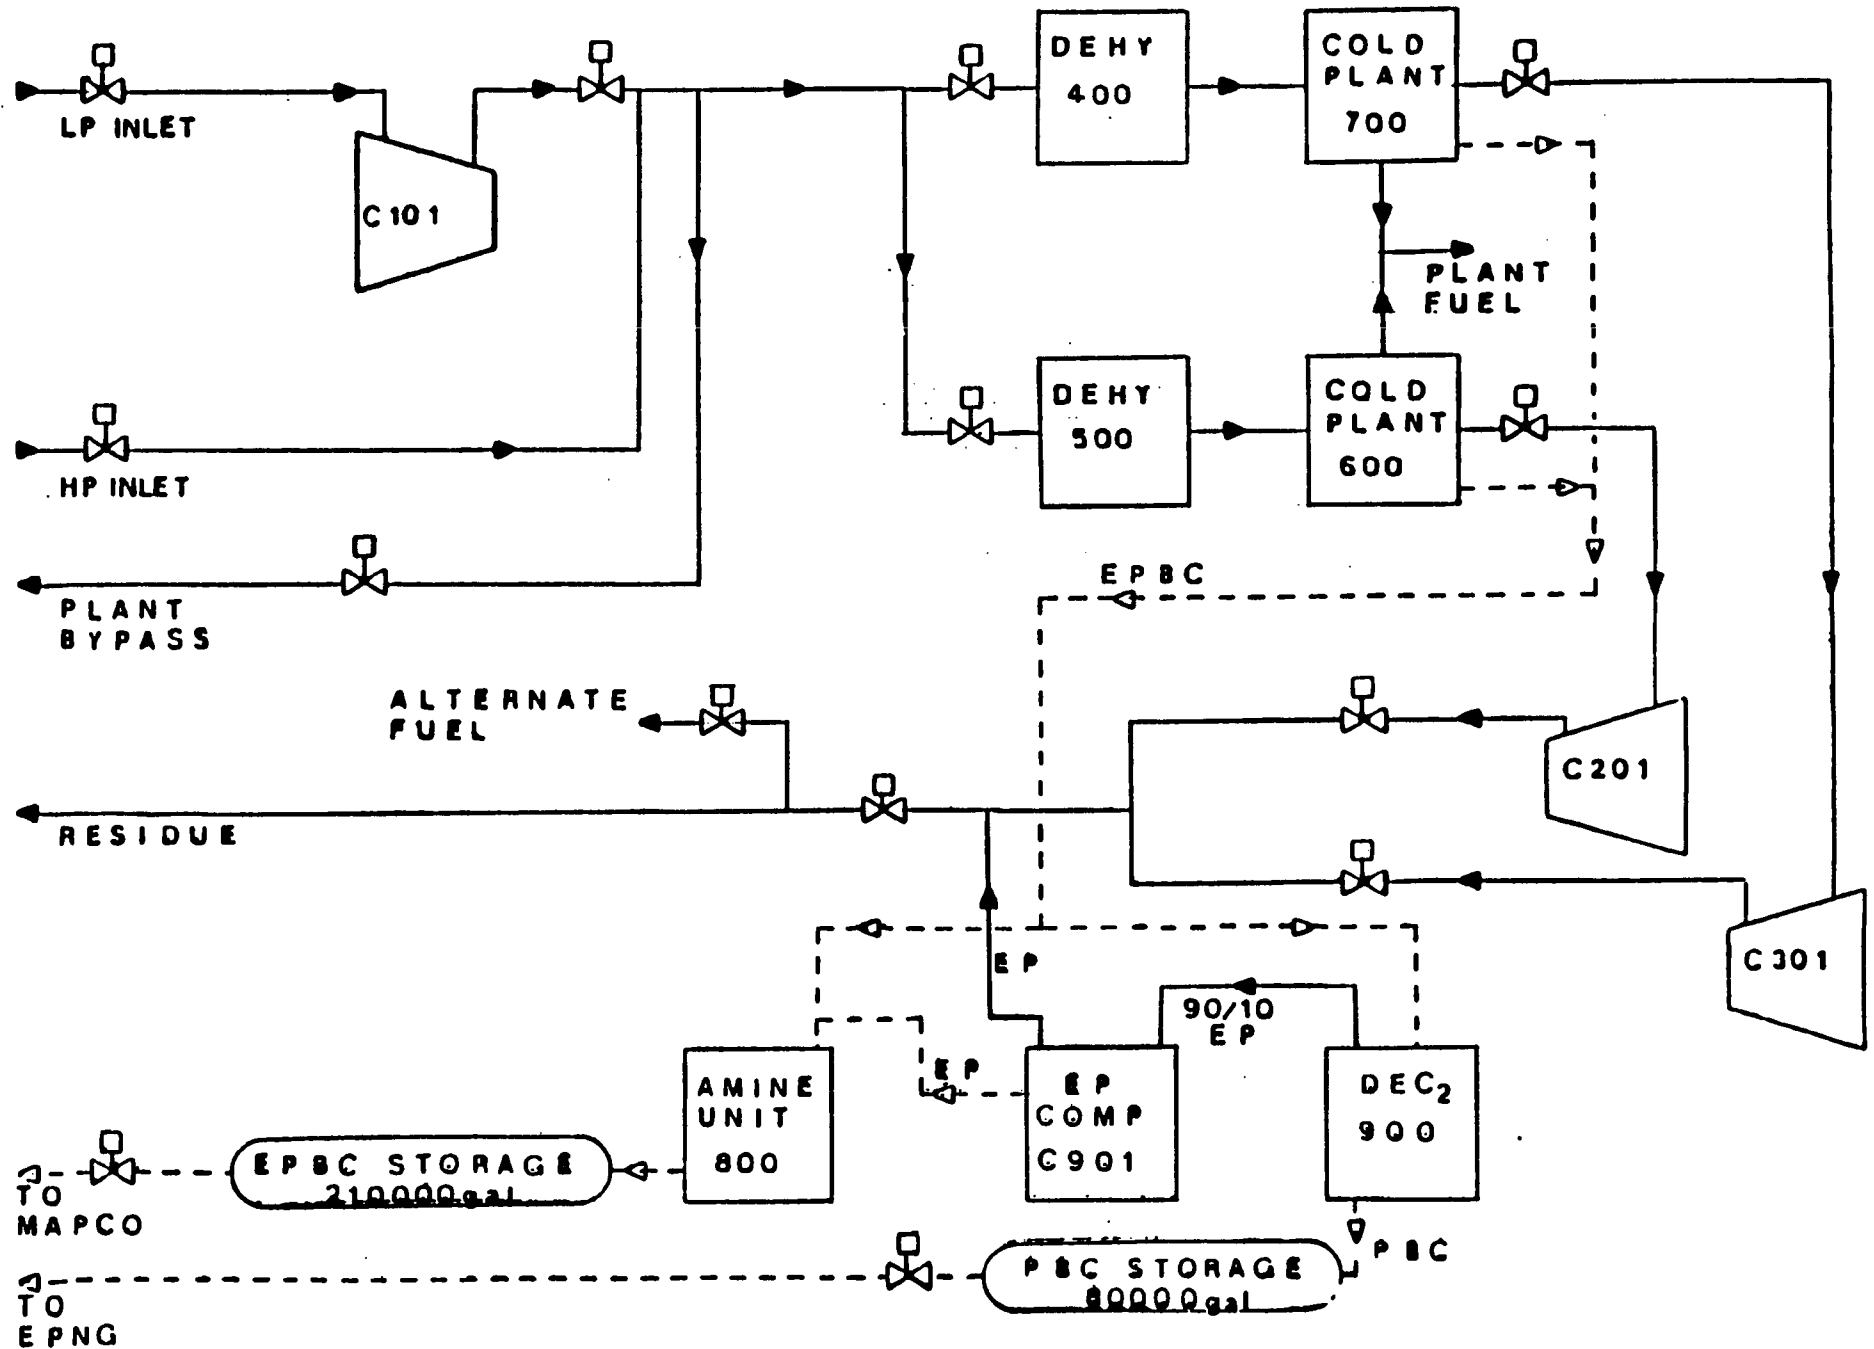 LP INLET
C101
DEHY
400
COLD
PLANT
700
PLANT
FUEL
HP INLET
DEHY
500
COLD
PLANT
600
PLANT
BYPASS
EPBC
ALTERNATE
FUEL
RESIDUE
C201
C301
EP
90/10
EP
AMINE
UNIT
800
EP
EP
COMP
C901
DEC2
900
EPBC STORAGE
210000gal
TO
MAPCO
PBC
PBC STORAGE
80000gal
TO
EPNG